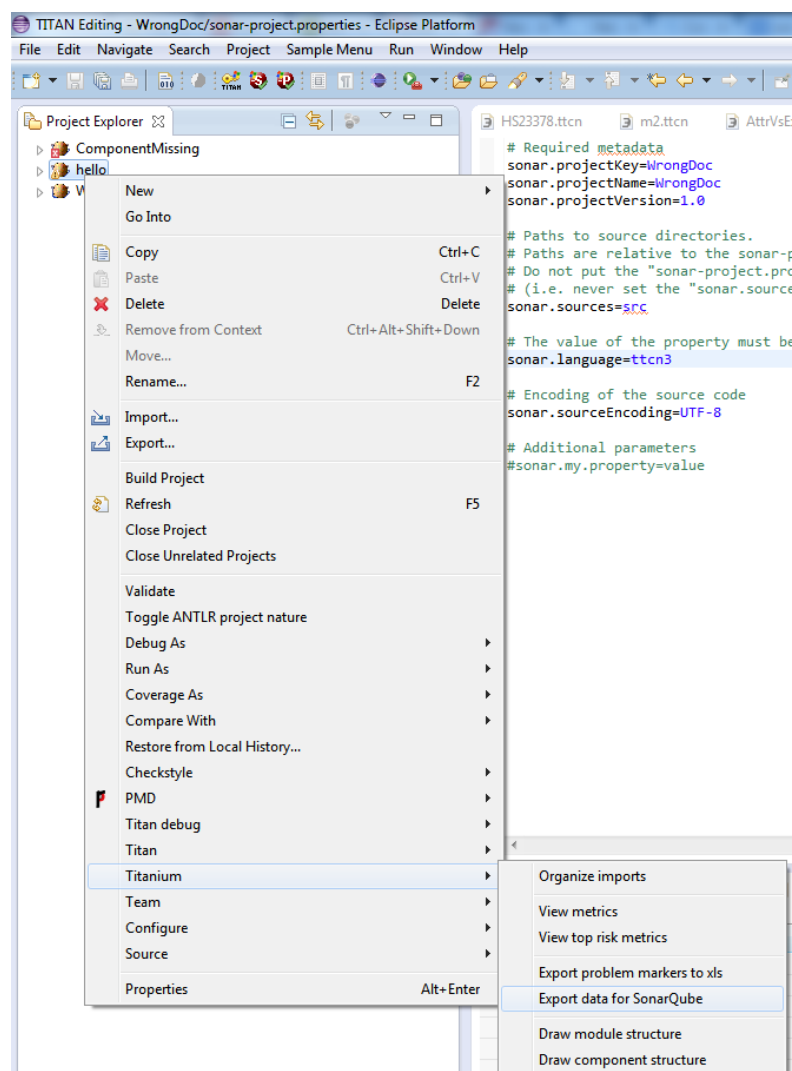 TITAN Editing - WrongDoc/sonar-project.properties - Eclipse Platform
File Edit Navigate Search Project Sample Menu Run Window Help
Project Explorer
ComponentMissing
hello
W
HS23378.ttcn m2.ttcn AttrVsE
# Required metadata
sonar.projectKey=WrongDoc
sonar.projectName=WrongDoc
sonar.projectVersion=1.0
# Paths to source directories.
# Paths are relative to the sonar-p
# Do not put the "sonar-project.pro
# (i.e. never set the "sonar.source
sonar.sources=src
# The value of the property must be
sonar.language=ttcn3
# Encoding of the source code
sonar.sourceEncoding=UTF-8
# Additional parameters
#sonar.my.property=value
New
Go Into
Copy Ctrl+C
Paste Ctrl+V
Delete Delete
Remove from Context Ctrl+Alt+Shift+Down
Move...
Rename... F2
Import...
Export...
Build Project
Refresh F5
Close Project
Close Unrelated Projects
Validate
Toggle ANTLR project nature
Debug As
Run As
Coverage As
Compare With
Restore from Local History...
Checkstyle
PMD
Titan debug
Titan
Titanium
Team
Configure
Source
Properties Alt+Enter
Organize imports
View metrics
View top risk metrics
Export problem markers to xls
Export data for SonarQube
Draw module structure
Draw component structure